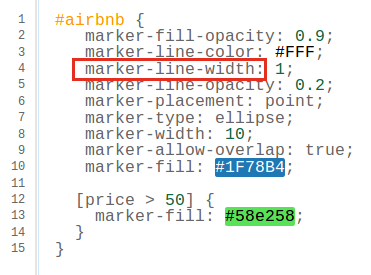 1 #airbnb {
2 marker-fill-opacity: 0.9;
3 marker-line-color: #FFF;
4 marker-line-width: 1;
5 marker-line-opacity: 0.2;
6 marker-placement: point;
7 marker-type: ellipse;
8 marker-width: 10;
9 marker-allow-overlap: true;
10 marker-fill: #1F78B4;
11
12 [price > 50] {
13 marker-fill: #58e258;
14 }
15 }